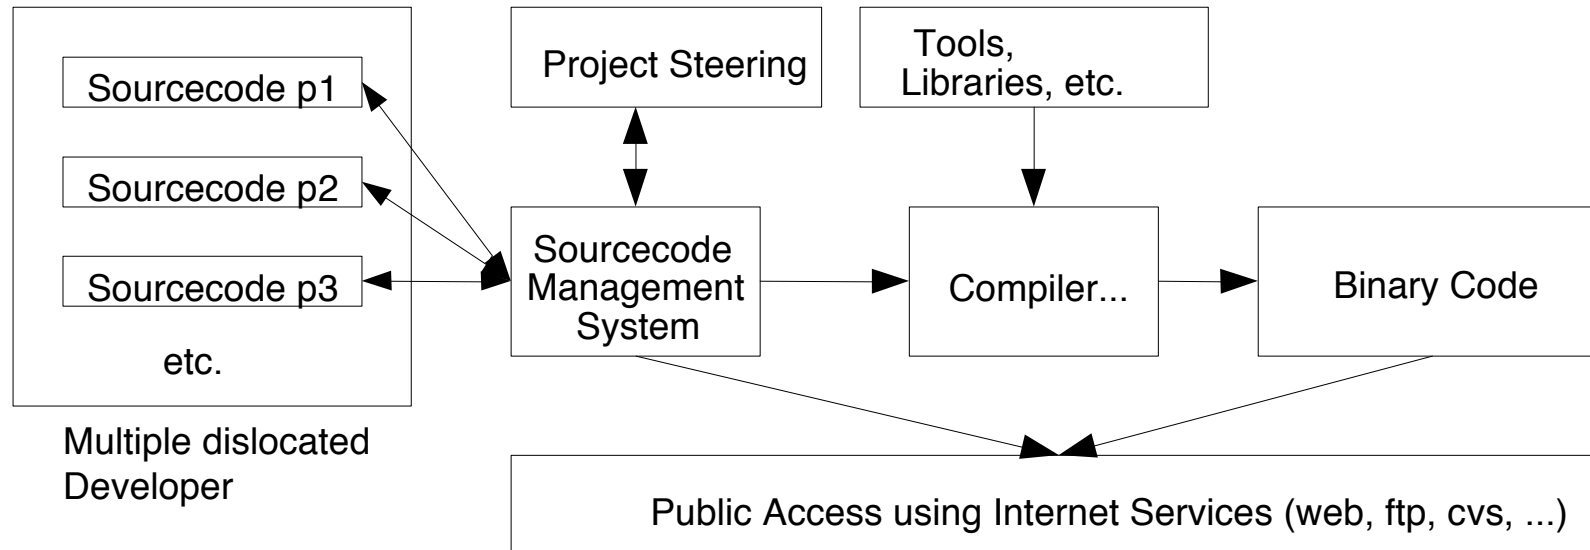 Sourcecode p1
Sourcecode p2
Sourcecode p3
etc.
Multiple dislocated
Developer
Project Steering
Tools,
Libraries, etc.
Sourcecode
Management
System
Compiler...
Binary Code
Public Access using Internet Services (web, ftp, cvs, ...)